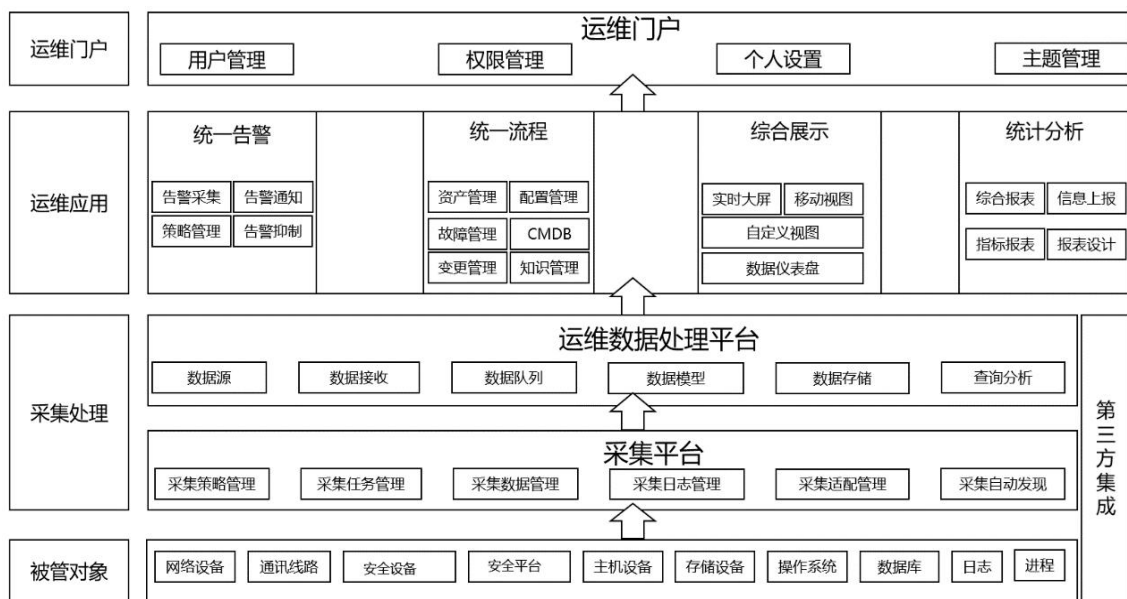 运维门户
运维门户
用户管理 权限管理 个人设置 主题管理
运维应用
统一告警 统一流程 综合展示 统计分析
告警采集 告警通知 资产管理 配置管理 实时大屏 移动视图 综合报表 信息上报
策略管理 告警抑制 故障管理 CMDB 自定义视图 指标报表 报表设计
变更管理 知识管理 数据仪表盘
采集处理
运维数据处理平台
数据源 数据接收 数据队列 数据模型 数据存储 查询分析
采集平台
采集策略管理 采集任务管理 采集数据管理 采集日志管理 采集适配管理 采集自动发现
第三方集成
被管对象
网络设备 通讯线路 安全设备 安全平台 主机设备 存储设备 操作系统 数据库 日志 进程